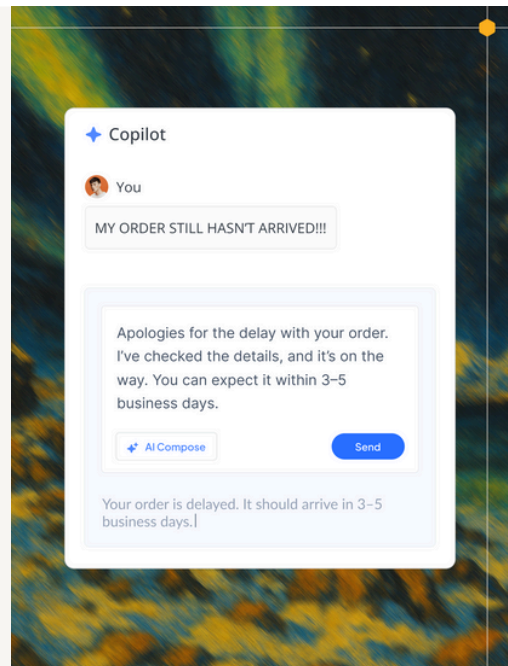 Copilot
You
MY ORDER STILL HASN'T ARRIVED!!!
Apologies for the delay with your order.
I've checked the details, and it's on the
way. You can expect it within 3–5
business days.
AI Compose
Send
Your order is delayed. It should arrive in 3–5
business days.